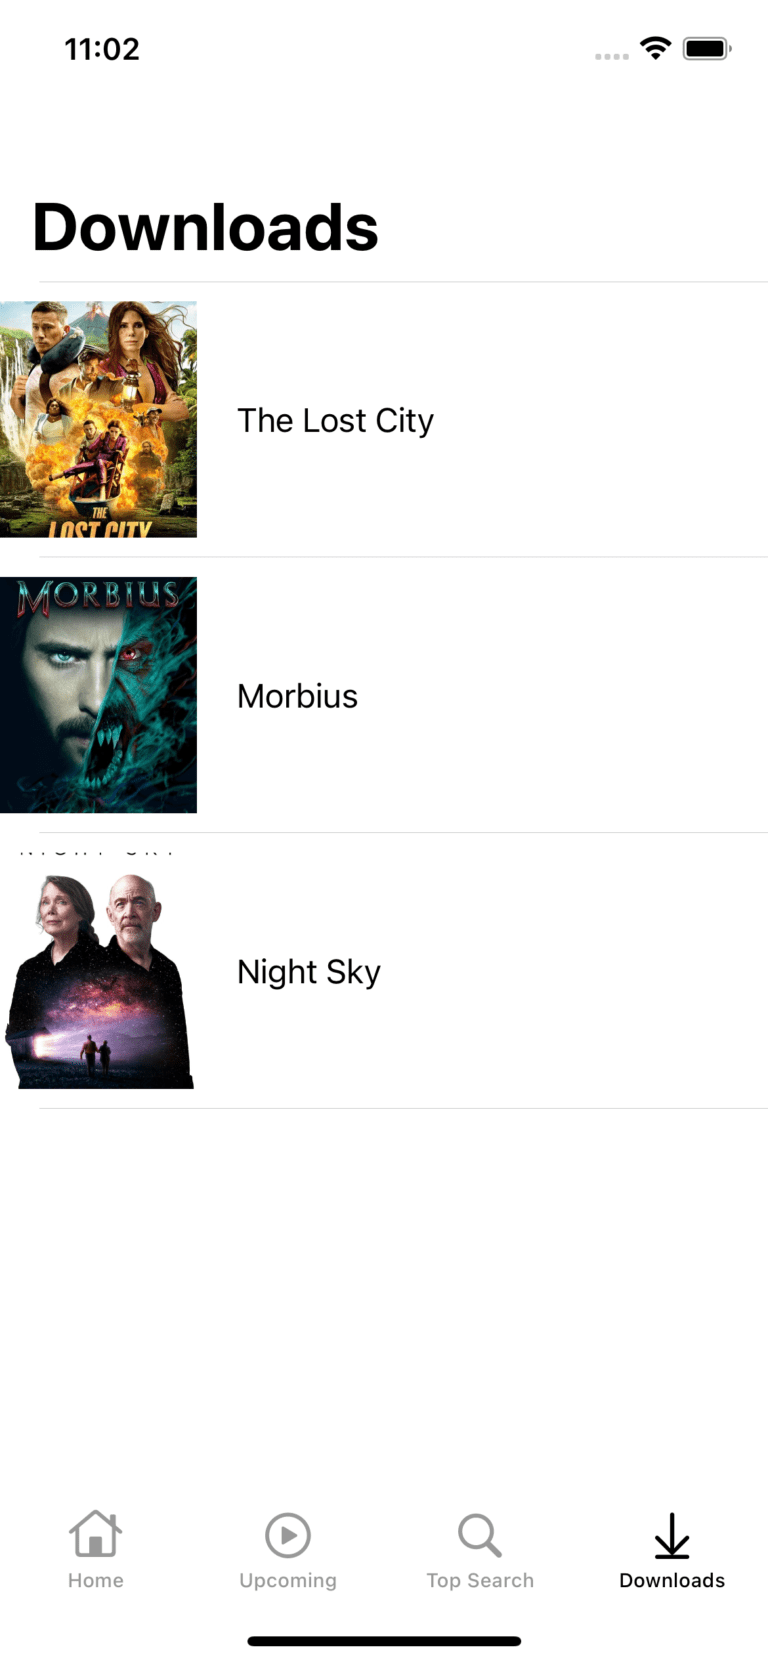 11:02
Downloads
THE
LOST CITY
The Lost City
MORBIUS
Morbius
Night Sky
Home
Upcoming
Top Search
Downloads